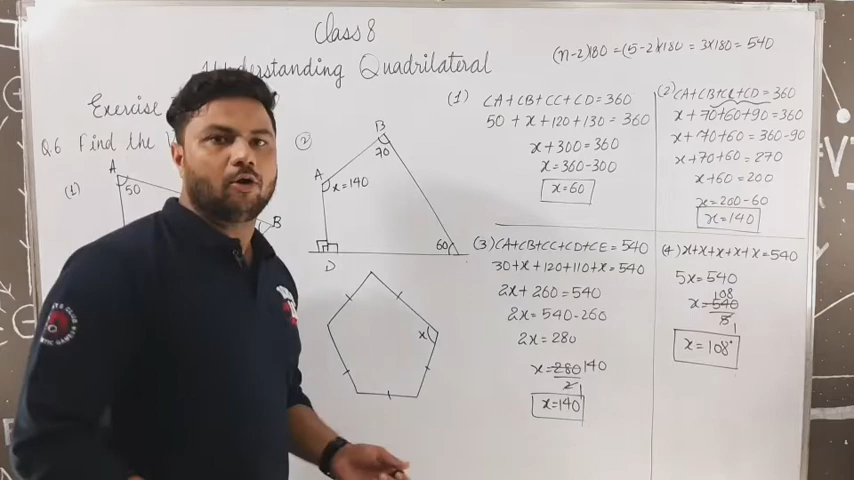 Class 8
Understanding Quadrilateral
(n-2)180 = (5-2)x180 = 3x180 = 540
Exercise
Q6 Find the
(1)
A
50
B
②
B
70
A
x=140
60
D
x
(1) ∠A+∠B+∠C+∠D=360
50 + x + 120 + 130 = 360
x+300=360
x=360-300
x=60
(2) ∠A+∠B+∠C+∠D=360
x+70+60+90=360
x+70+60=360-90
x+70+60=270
x+60=200
x=200-60
x=140
(3) ∠A+∠B+∠C+∠D+∠E=540
30+x+120+110+x=540
2x+260=540
2x=540-260
2x=280
x=280 140
2 1
x=140
(4) x+x+x+x+x=540
5x=540
108
x=540
5 1
x=108°